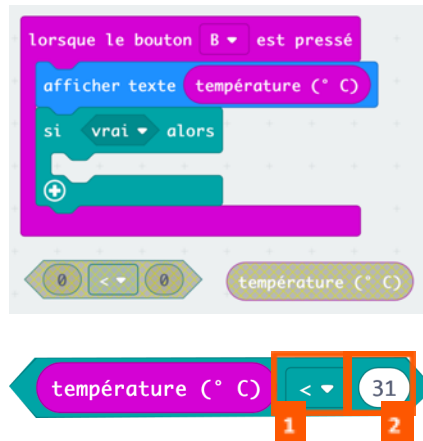 lorsque le bouton B est pressé
afficher texte température (° C)
si vrai alors
0 < 0 température (° C)
température (° C) < 31
1 2